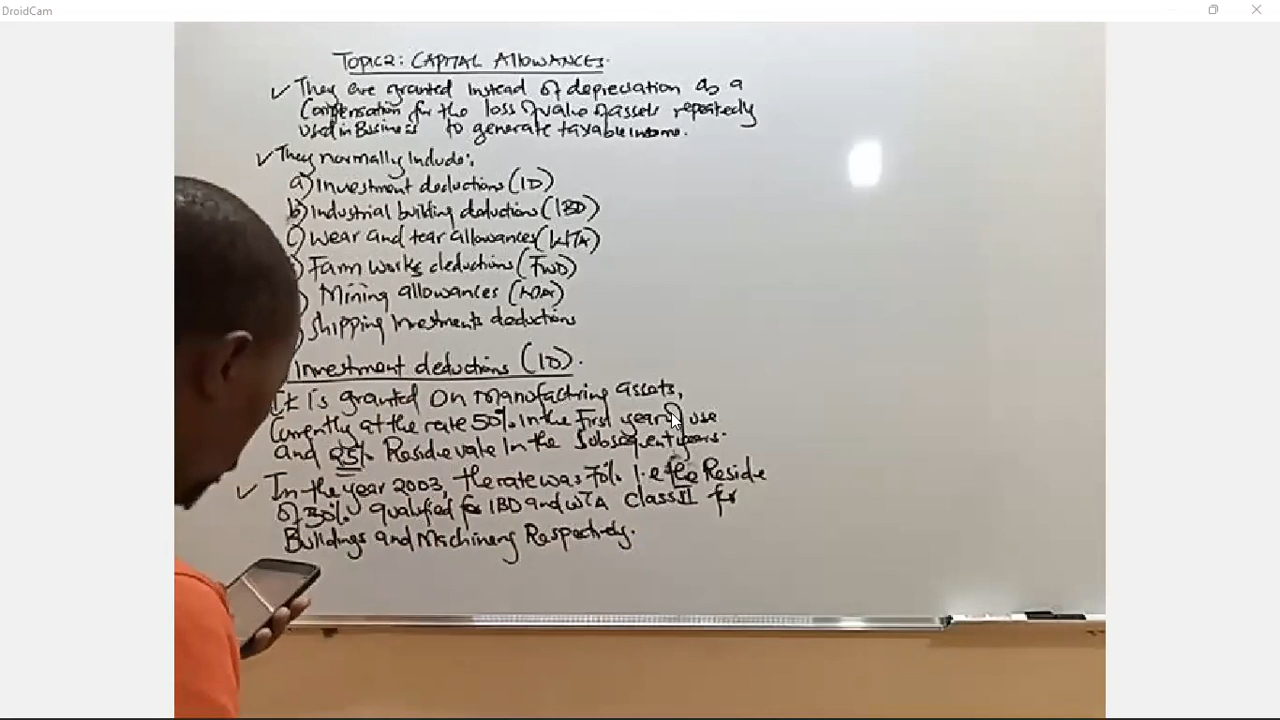 DroidCam
TOPIC 2: CAPITAL ALLOWANCES.
✓ They are granted instead of depreciation as a
Compensation for the loss of value of assets repeatedly
used in Business to generate taxable income.
✓ They normally include:
a) Investment deductions (ID)
b) Industrial building deductions (IBD)
c) Wear and tear allowances (WTA)
) Farm works deductions (FWD)
) Mining allowances
) Shipping Investments deductions
Investment deductions (ID).
It is granted on manufacturing assets,
Currently at the rate 50% in the first year of use
and 25% Residue in the Subsequent years.
✓ In the year 2003, the rate was 70% i.e the Reside
of 30% qualified for IBD and WTA class II for
Buildings and Machinery Respectively.